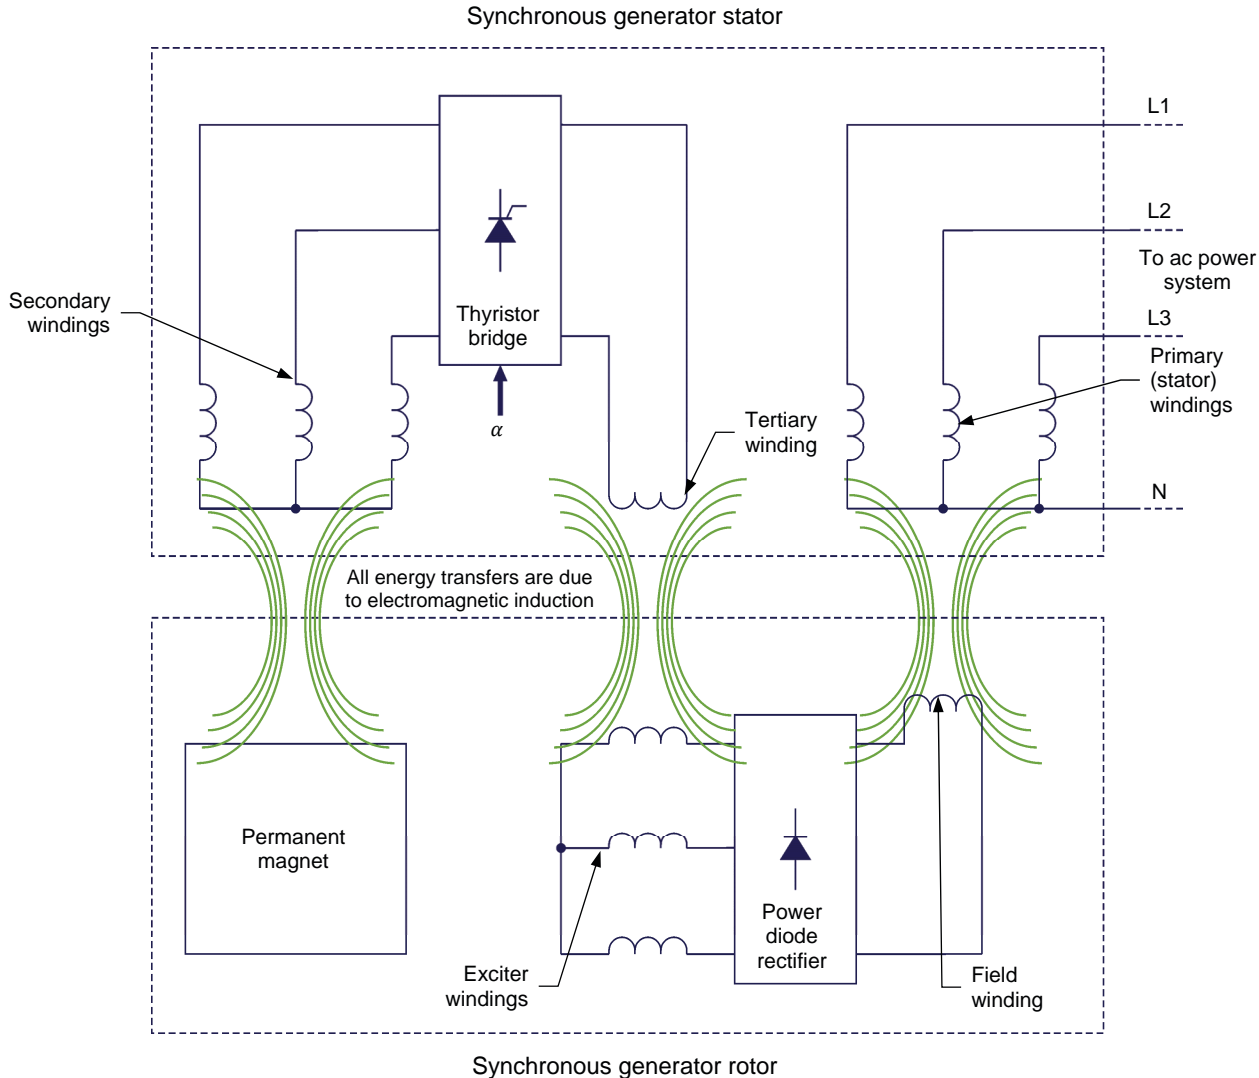 Synchronous generator stator
L1
L2
To ac power
system
L3
Secondary
windings
Thyristor
bridge
Primary
(stator)
windings
α
Tertiary
winding
N
All energy transfers are due
to electromagnetic induction
Permanent
magnet
Power
diode
rectifier
Exciter
windings
Field
winding
Synchronous generator rotor